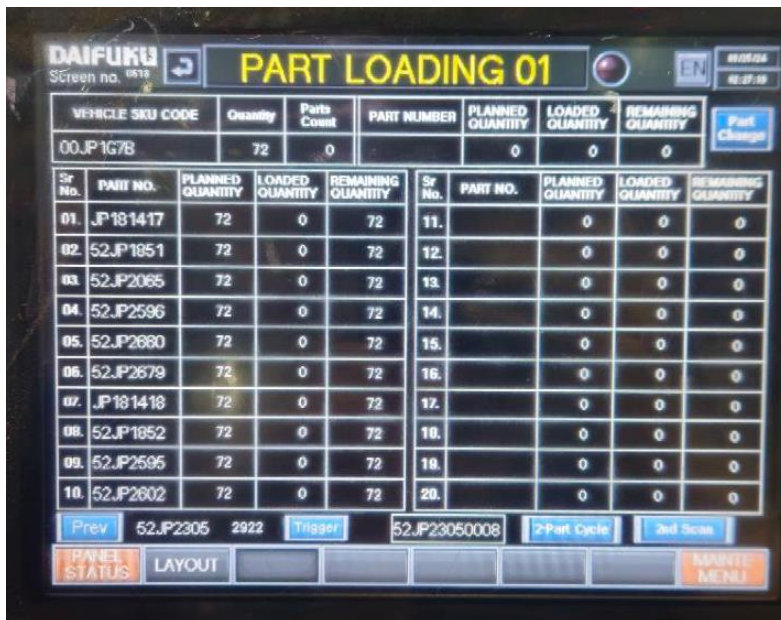 DAIFUKU
PART LOADING 01
EN
Screen no. 0513
VEHICLE SKU CODE Quantity Parts Count PART NUMBER PLANNED QUANTITY LOADED QUANTITY REMAINING QUANTITY Part Change
00JP1G7B 72 0 0 0 0
Sr No. PART NO. PLANNED QUANTITY LOADED QUANTITY REMAINING QUANTITY Sr No. PART NO. PLANNED QUANTITY LOADED QUANTITY REMAINING QUANTITY
01. JP181417 72 0 72 11. 0 0 0
02. 52JP1851 72 0 72 12. 0 0 0
03. 52JP2065 72 0 72 13. 0 0 0
04. 52JP2596 72 0 72 14. 0 0 0
05. 52JP2660 72 0 72 15. 0 0 0
06. 52JP2679 72 0 72 16. 0 0 0
07. JP181418 72 0 72 17. 0 0 0
08. 52JP1852 72 0 72 18. 0 0 0
09. 52JP2595 72 0 72 19. 0 0 0
10. 52JP2602 72 0 72 20. 0 0 0
Prev 52JP2305 2922 Trigger 52JP23050008 2-Part Cycle 2nd Scan
PANEL STATUS LAYOUT MAINTE MENU